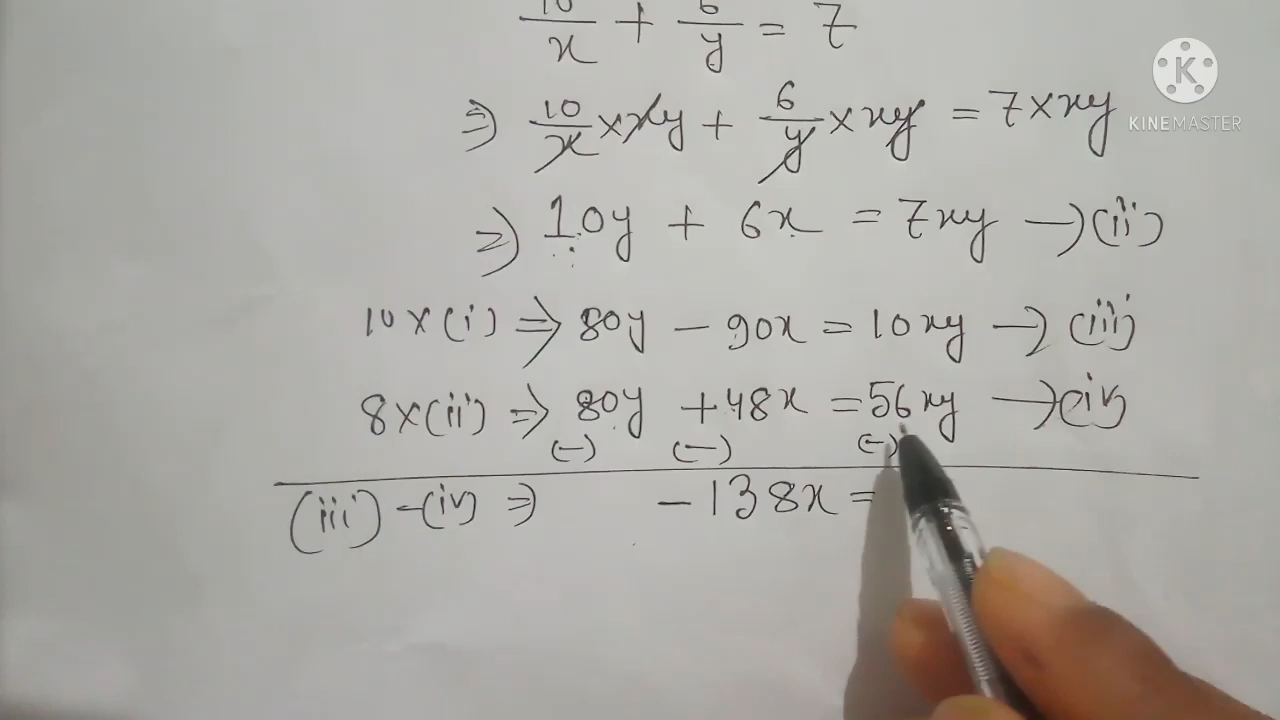 10/x + 6/y = 7
⇒ 10/x × xy + 6/y × xy = 7 × xy
⇒ 10y + 6x = 7xy → (ii)
10 × (i) ⇒ 80y - 90x = 10xy → (iii)
8 × (ii) ⇒ 80y + 48x = 56xy → (iv)
(-) (-) (-)
(iii) - (iv) ⇒ - 138x =
K
KINEMASTER